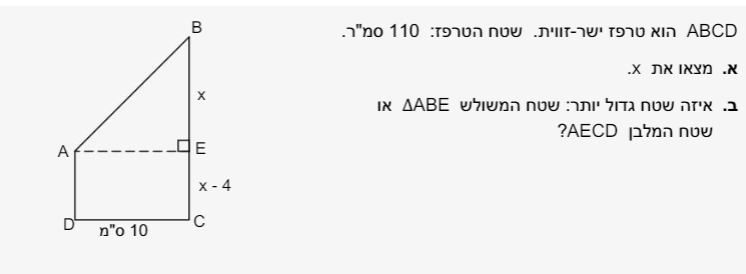 ABCD הוא טרפז ישר-זווית. שטח הטרפז: 110 סמ"ר.
א. מצאו את x.
ב. איזה שטח גדול יותר: שטח המשולש ΔABE או
שטח המלבן AECD?
B
x
A
E
x - 4
D
C
10 ס"מ